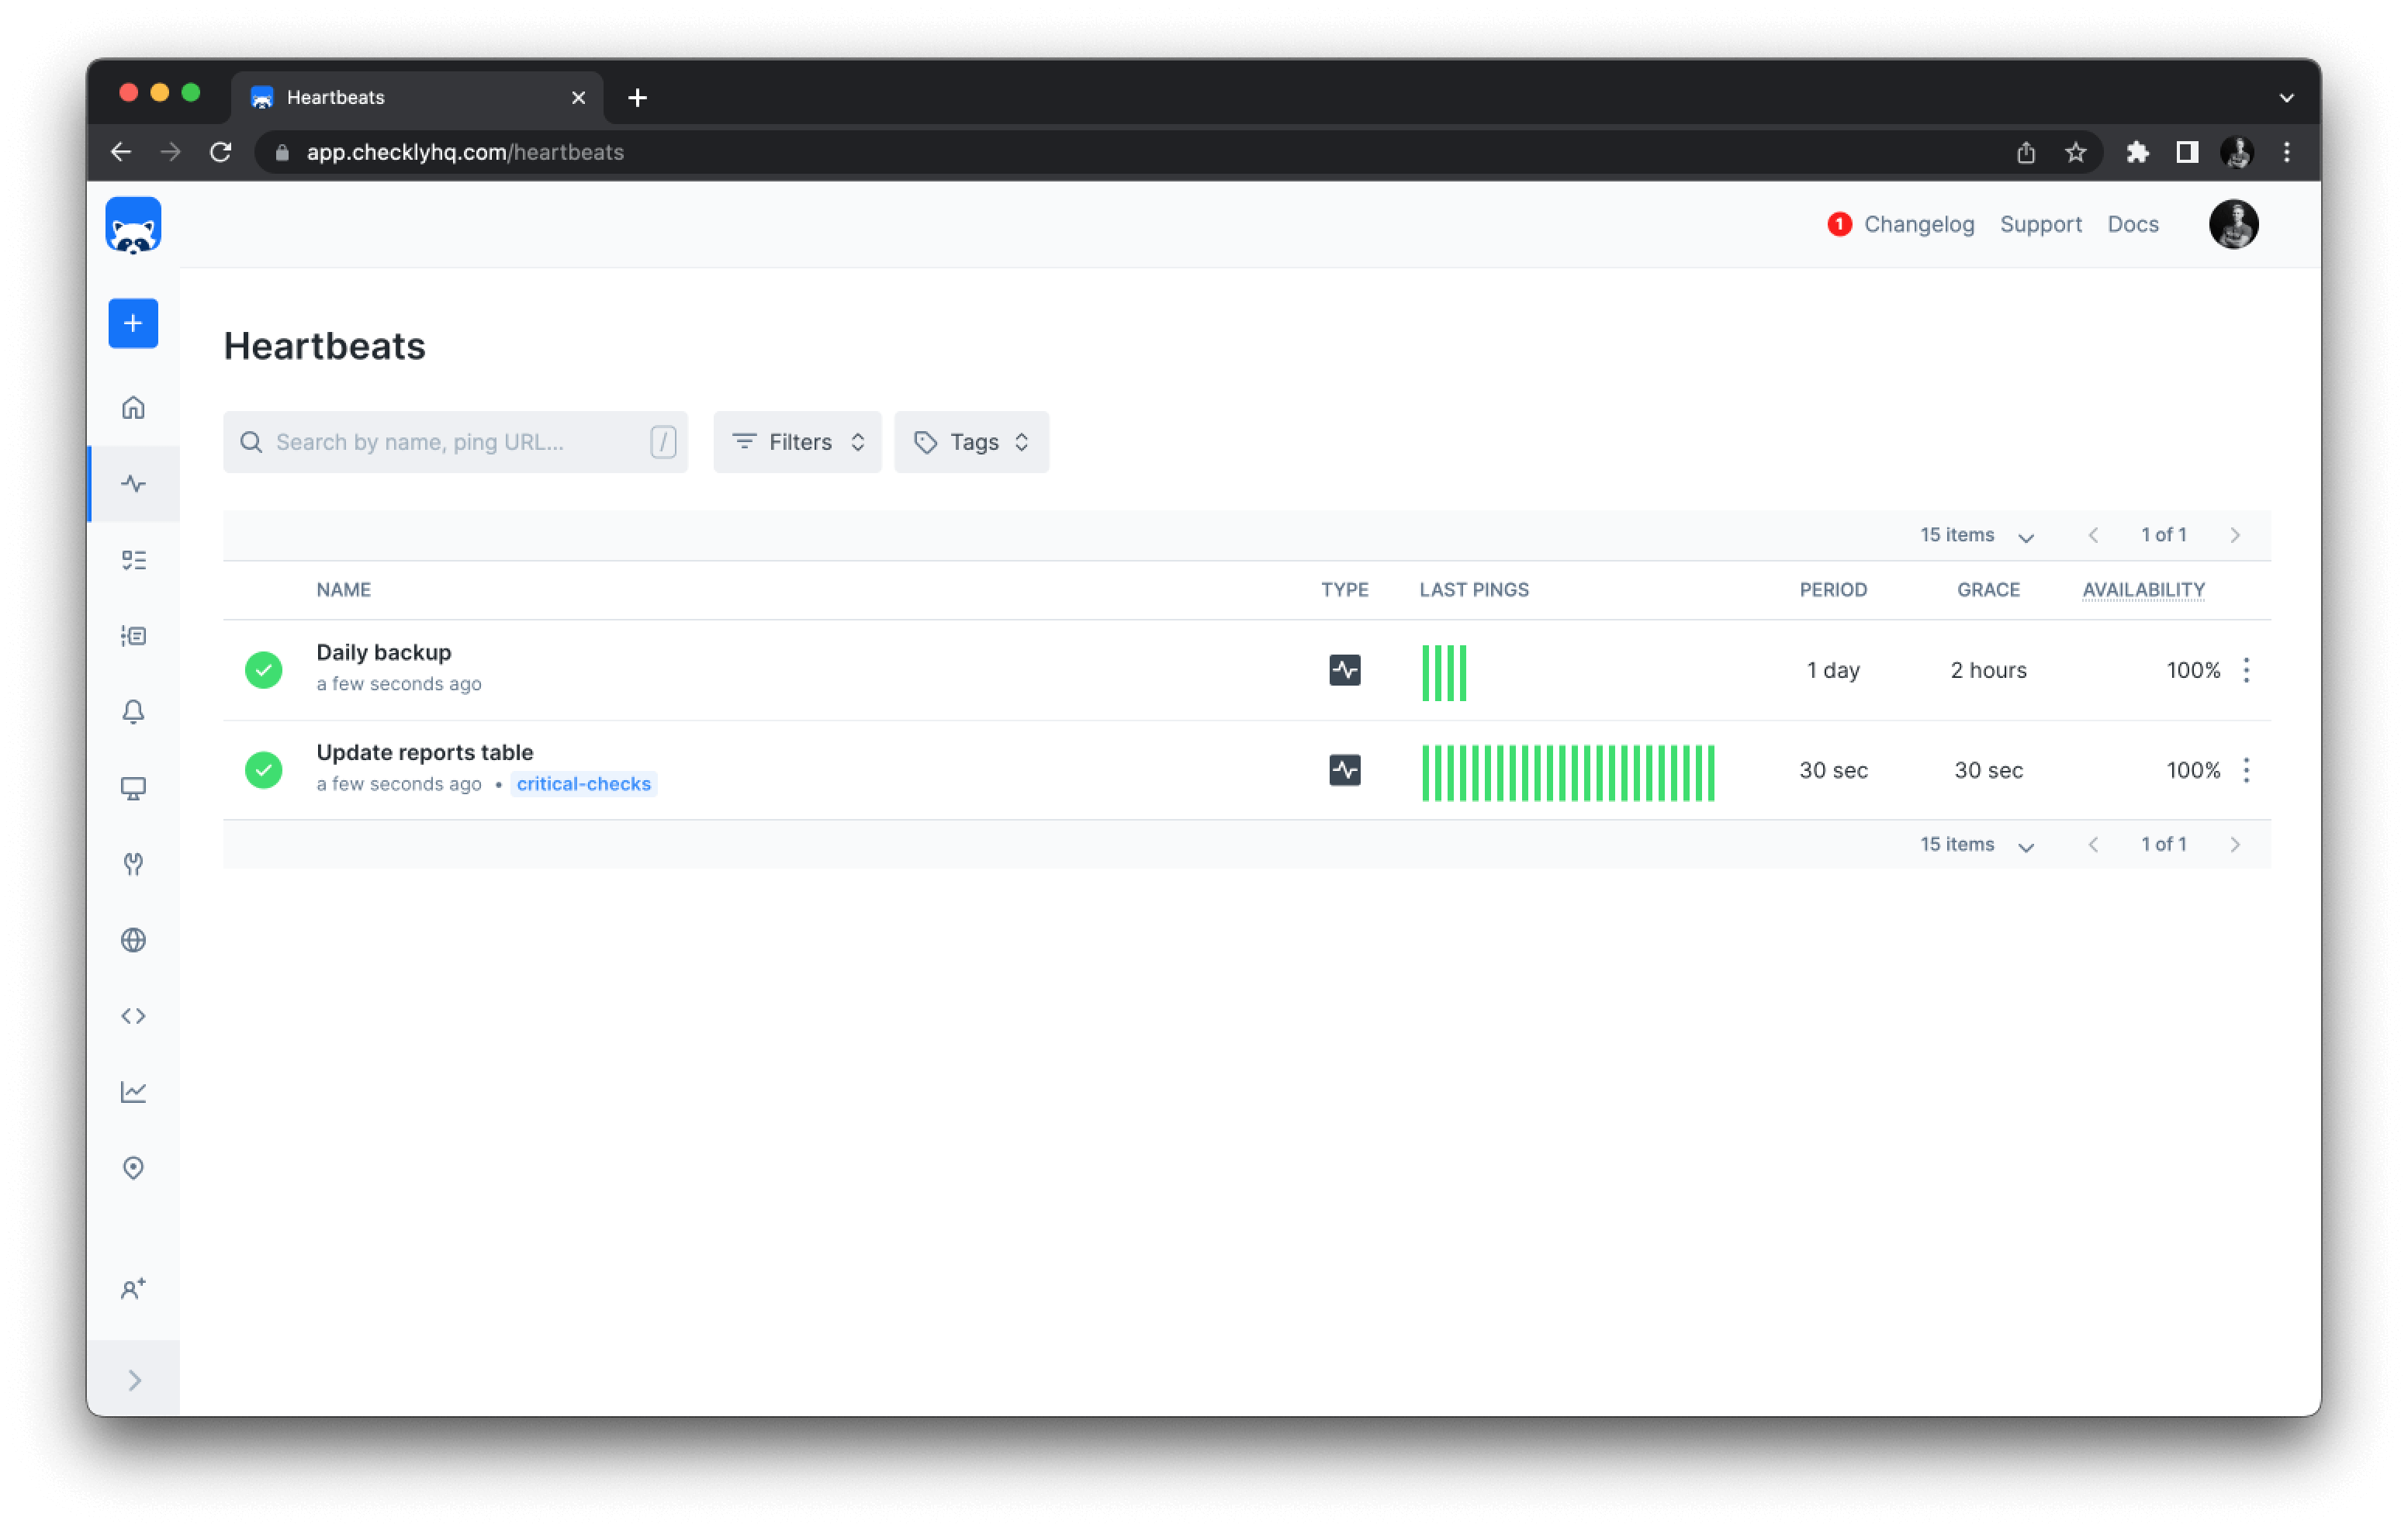 Heartbeats
app.checklyhq.com/heartbeats
1 Changelog Support Docs
Heartbeats
Search by name, ping URL... /
Filters
Tags
15 items 1 of 1
NAME TYPE LAST PINGS PERIOD GRACE AVAILABILITY
Daily backup
a few seconds ago
1 day 2 hours 100%
Update reports table
a few seconds ago • critical-checks
30 sec 30 sec 100%
15 items 1 of 1